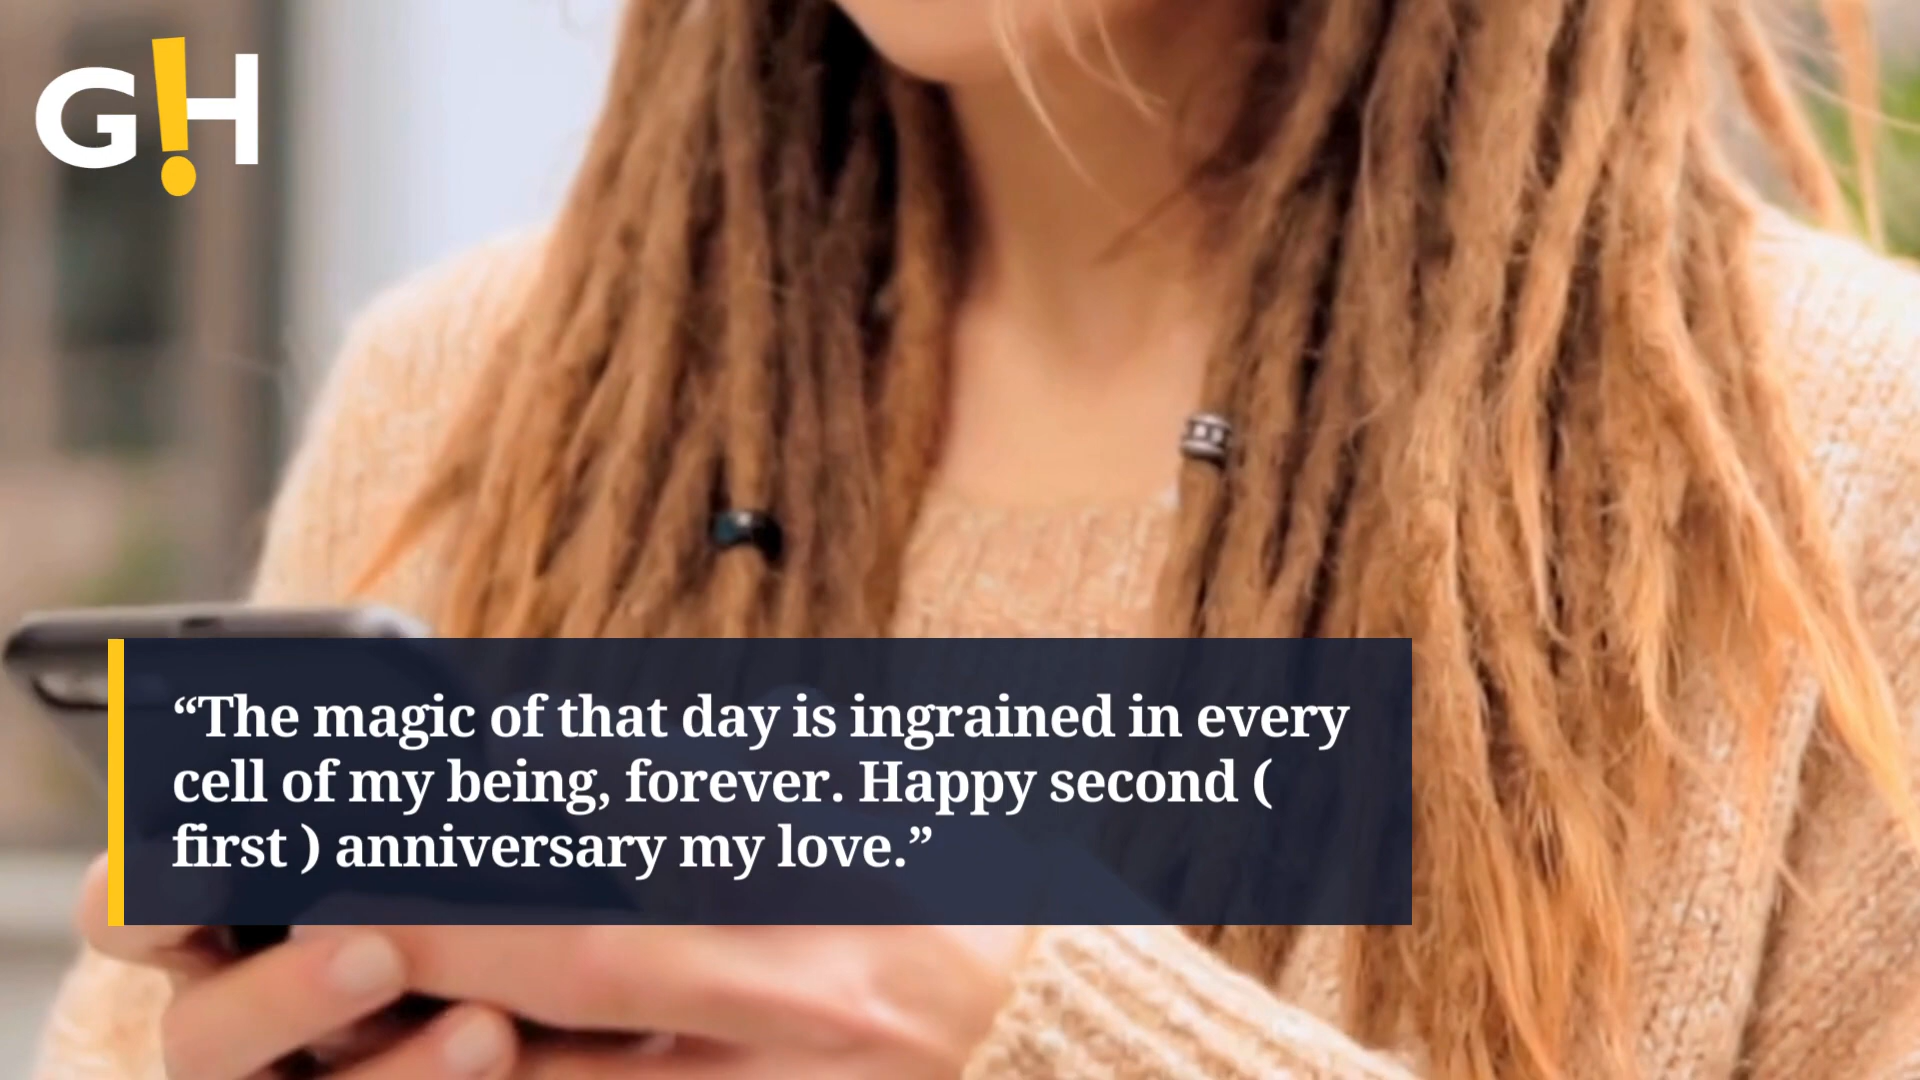 G!H
“The magic of that day is ingrained in every
cell of my being, forever. Happy second (
first ) anniversary my love.”